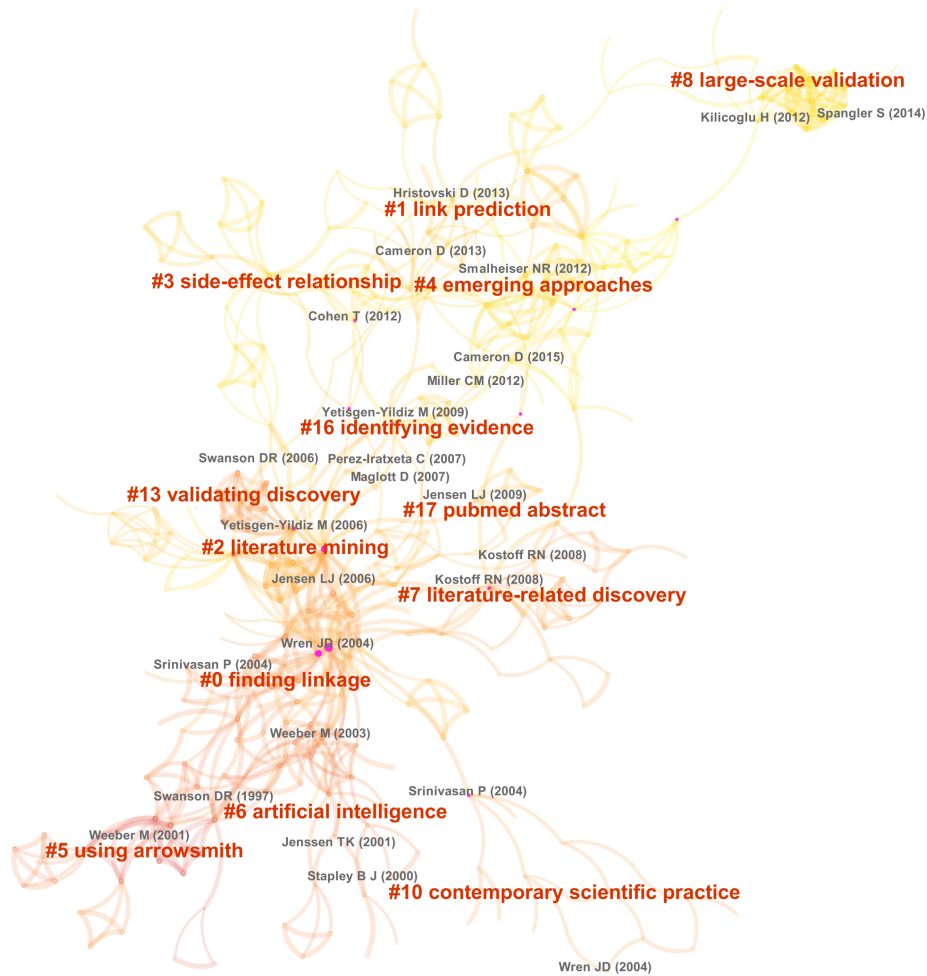 #8 large-scale validation
Kilicoglu H (2012)
Spangler S (2014)
Hristovski D (2013)
#1 link prediction
Cameron D (2013)
Smalheiser NR (2012)
#3 side-effect relationship
#4 emerging approaches
Cohen T (2012)
Cameron D (2015)
Miller CM (2012)
Yetisgen-Yildiz M (2009)
#16 identifying evidence
Swanson DR (2006)
Perez-Iratxeta C (2007)
Maglott D (2007)
#13 validating discovery
Jensen LJ (2009)
#17 pubmed abstract
Yetisgen-Yildiz M (2006)
#2 literature mining
Kostoff RN (2008)
Jensen LJ (2006)
Kostoff RN (2008)
#7 literature-related discovery
Wren JD (2004)
Srinivasan P (2004)
#0 finding linkage
Weeber M (2003)
Srinivasan P (2004)
Swanson DR (1997)
#6 artificial intelligence
Weeber M (2001)
Jenssen TK (2001)
#5 using arrowsmith
Stapley B J (2000)
#10 contemporary scientific practice
Wren JD (2004)